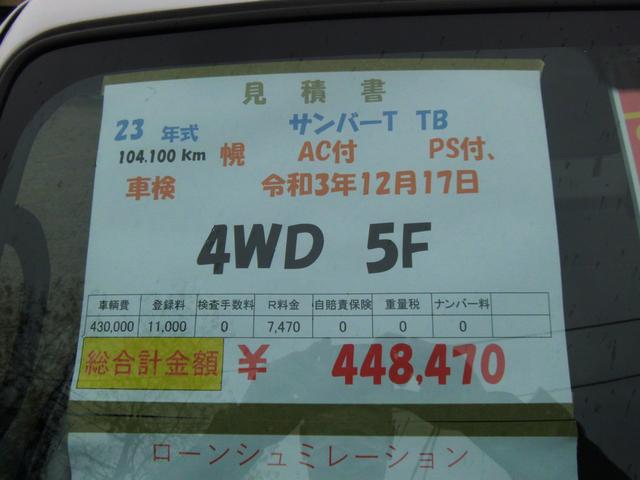 見積書
23 年式 サンバーT TB
104.100 Km 幌 AC付 PS付、
車検 令和3年12月17日
4WD 5F
車輌費 登録料 検査手数料 R料金 自賠責保険 重量税 ナンバー料
430,000 11,000 0 7,470 0 0 0
総合計金額 ¥ 448,470
ローンシュミレーション